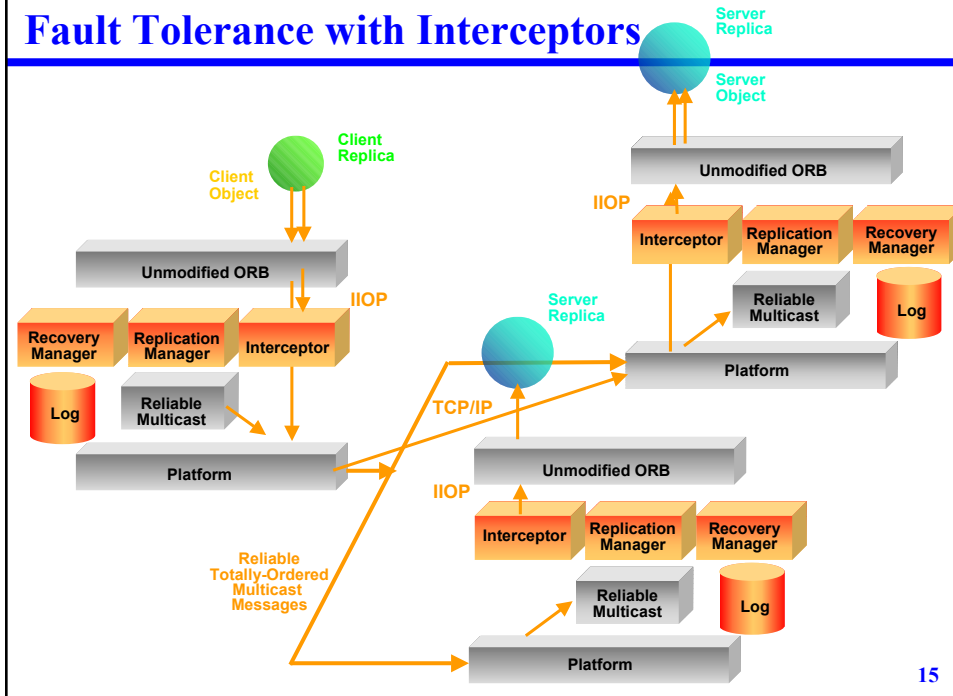 Fault Tolerance with Interceptors
Server
Replica
Server
Object
Client
Replica
Client
Object
Unmodified ORB
IIOP
Interceptor
Replication
Manager
Recovery
Manager
Reliable
Multicast
Log
Platform
Unmodified ORB
IIOP
Recovery
Manager
Replication
Manager
Interceptor
Log
Reliable
Multicast
Platform
Server
Replica
TCP/IP
Unmodified ORB
IIOP
Interceptor
Replication
Manager
Recovery
Manager
Reliable
Totally-Ordered
Multicast
Messages
Reliable
Multicast
Log
Platform
15